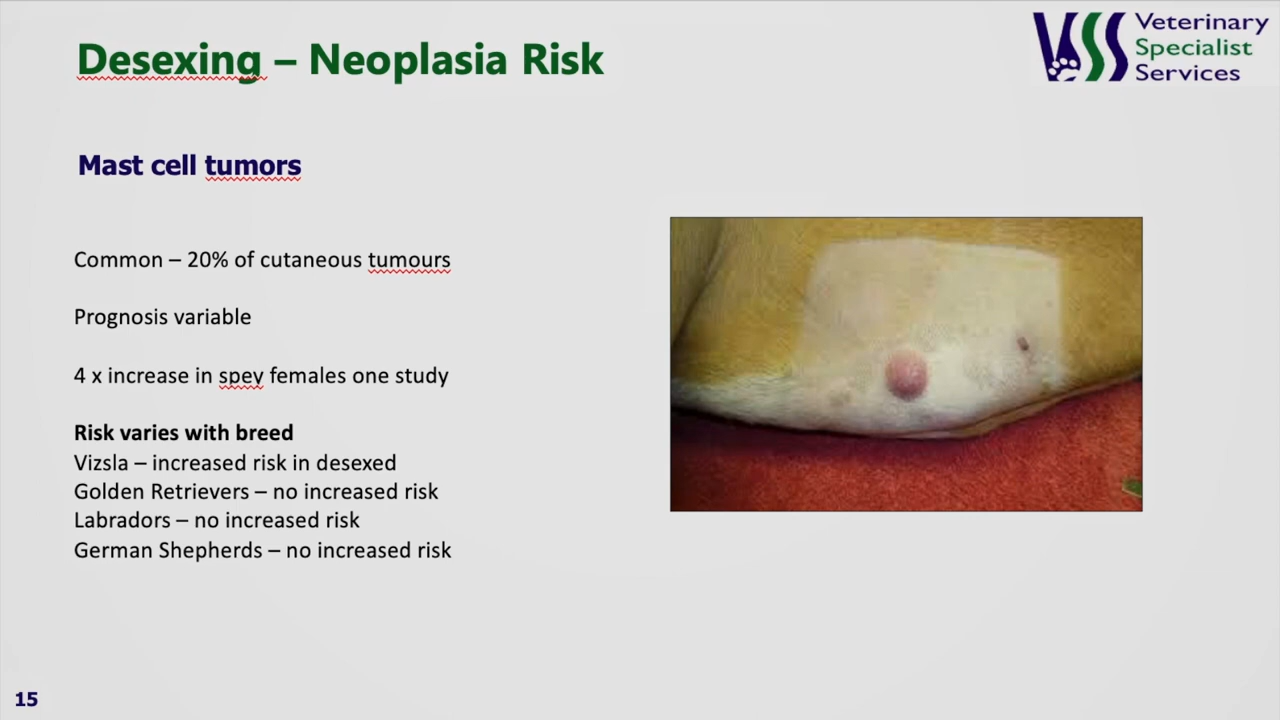 Desexing – Neoplasia Risk
VSS Veterinary
Specialist
Services
Mast cell tumors
Common – 20% of cutaneous tumours
Prognosis variable
4 x increase in spey females one study
Risk varies with breed
Vizsla – increased risk in desexed
Golden Retrievers – no increased risk
Labradors – no increased risk
German Shepherds – no increased risk
15